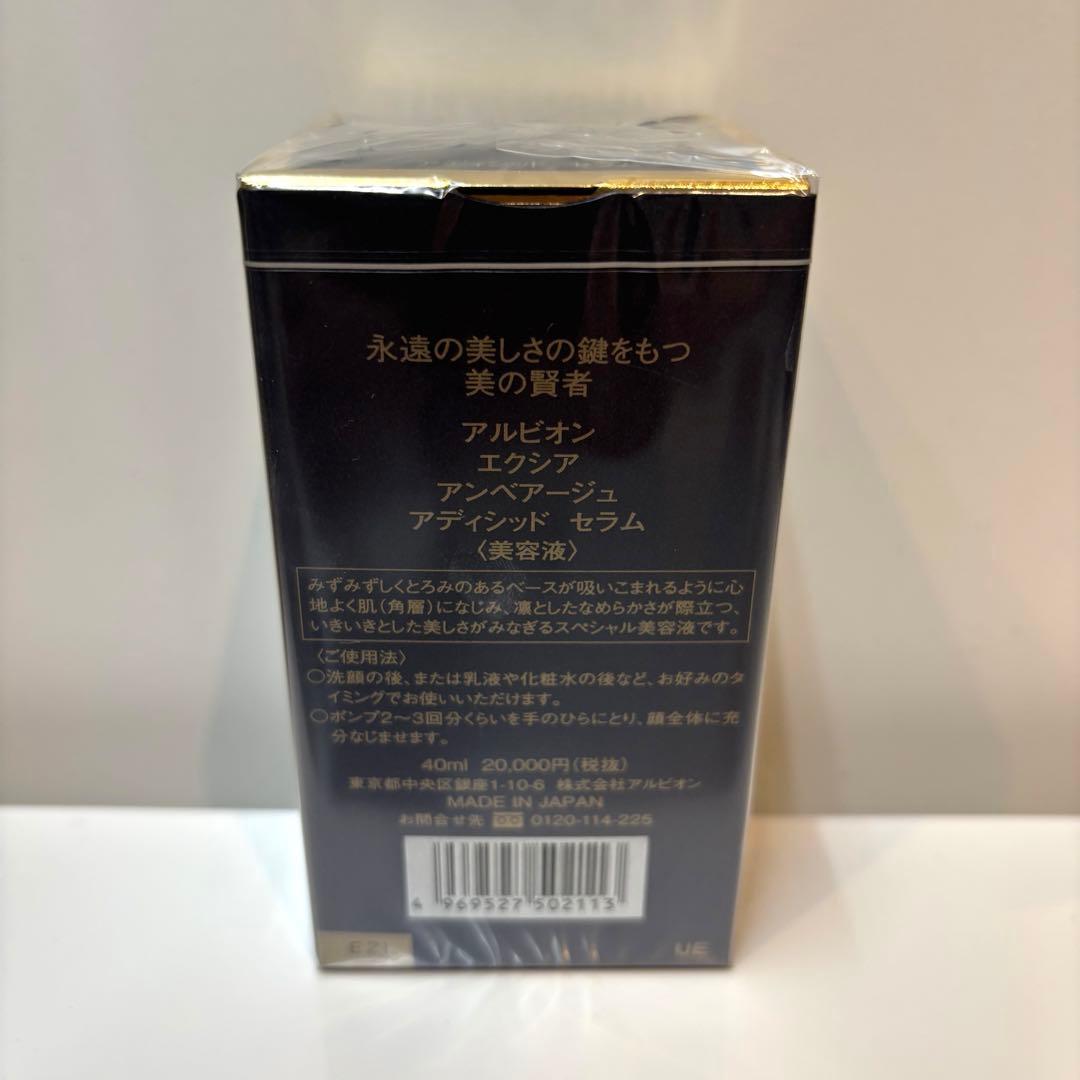 永遠の美しさの鍵をもつ
美の賢者
アルビオン
エクシア
アンベアージュ
アディシッド セラム
〈美容液〉
みずみずしくとろみのあるベースが吸いこまれるように心
地よく肌（角層）になじみ、凛としたなめらかさが際立つ、
いきいきとした美しさがみなぎるスペシャル美容液です。
〈ご使用法〉
○洗顔の後、または乳液や化粧水の後など、お好みのタ
イミングでお使いいただけます。
○ポンプ2〜3回分くらいを手のひらにとり、顔全体に充
分なじませます。
40ml 20,000円（税抜）
東京都中央区銀座1-10-6 株式会社アルビオン
MADE IN JAPAN
お問合せ先 0120-114-225
4 969527 502113
UE